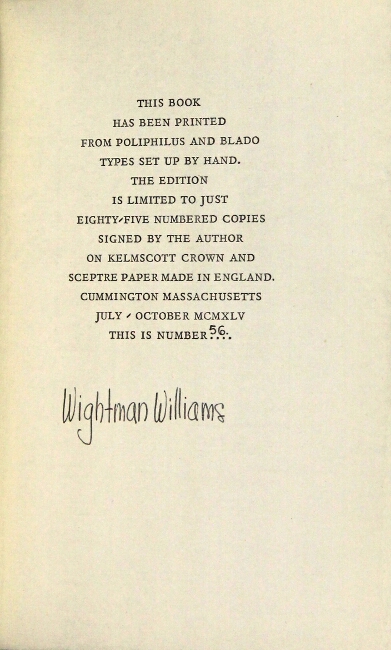 THIS BOOK
HAS BEEN PRINTED
FROM POLIPHILUS AND BLADO
TYPES SET UP BY HAND.
THE EDITION
IS LIMITED TO JUST
EIGHTY-FIVE NUMBERED COPIES
SIGNED BY THE AUTHOR
ON KELMSCOTT CROWN AND
SCEPTRE PAPER MADE IN ENGLAND.
CUMMINGTON MASSACHUSETTS
JULY - OCTOBER MCMXLV
THIS IS NUMBER 56....
Wightman Williams